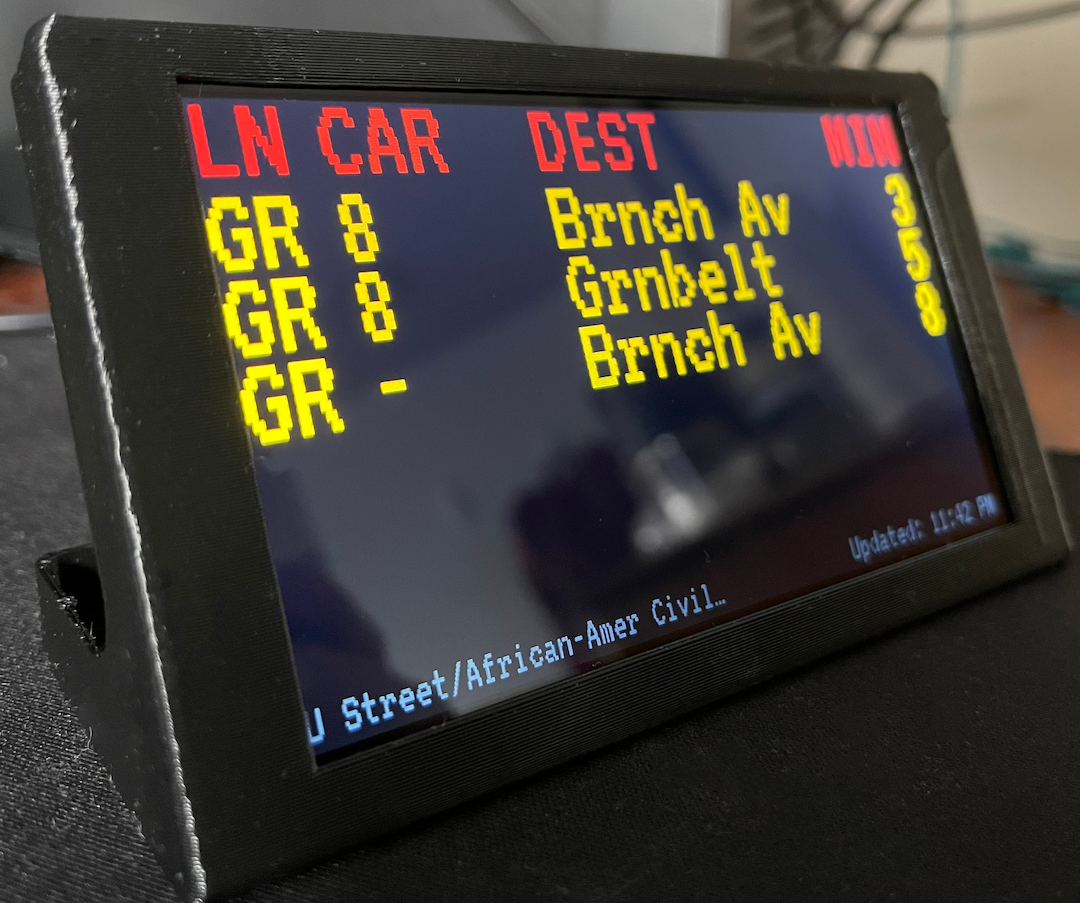 LN CAR DEST MIN
GR 8 Brnch Av 3
GR 8 Grnbelt 5
GR - Brnch Av 8
Updated: 11:42 PM
U Street/African-Amer Civil…